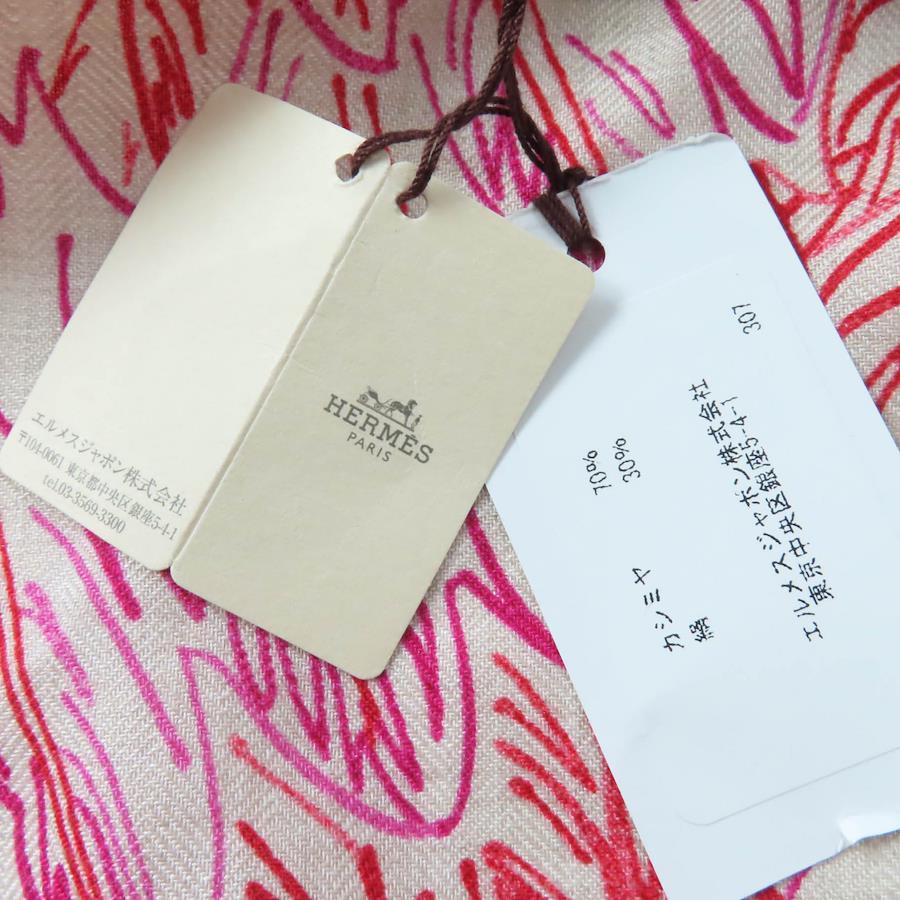 エルメスジャポン株式会社
〒104-0061 東京都中央区銀座5-4-1
tel.03-3569-3300
HERMÈS
PARIS
カシミヤ 70%
絹 30%
307
エルメスジャポン株式会社
東京中央区銀座5-4-1